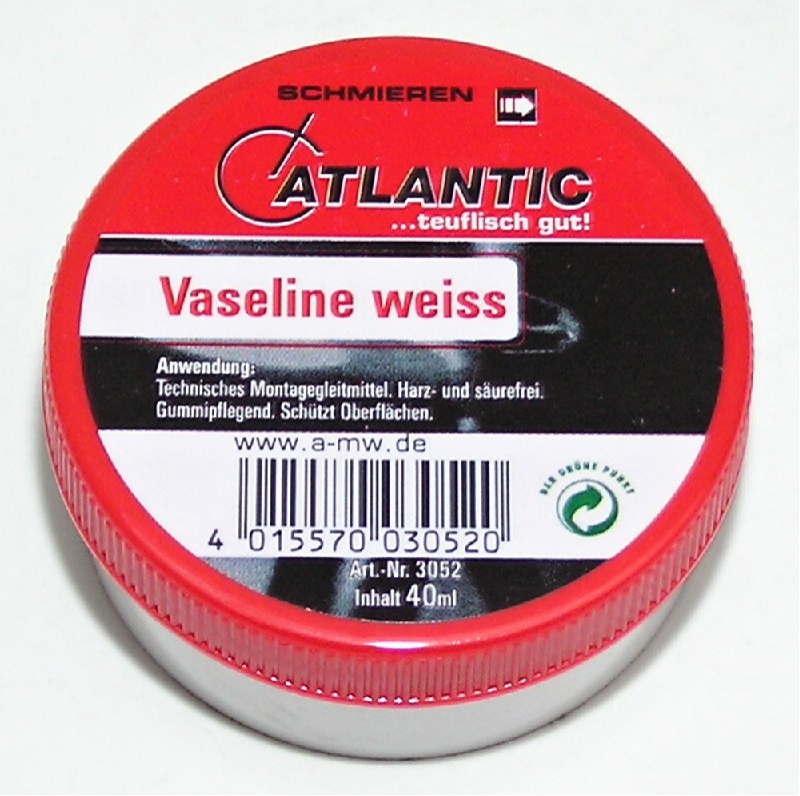 SCHMIEREN
ATLANTIC
...teuflisch gut!
Vaseline weiss
Anwendung:
Technisches Montagegleitmittel. Harz- und säurefrei.
Gummipflegend. Schützt Oberflächen.
www.a-mw.de
DER GRÜNE PUNKT
4 015570 030520
Art.-Nr. 3052
Inhalt 40ml